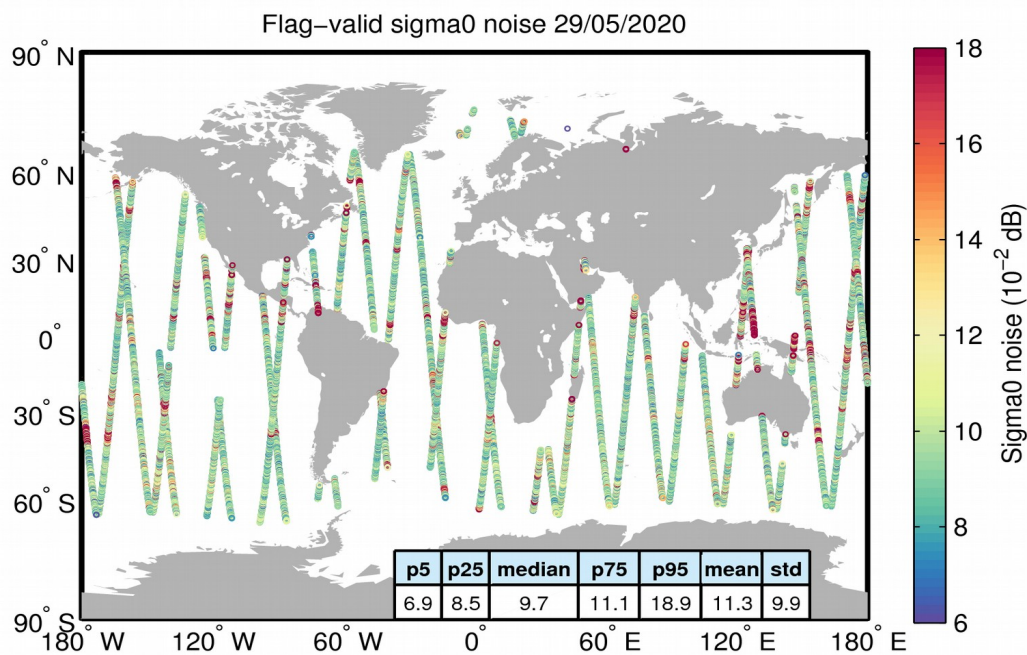 Flag−valid sigma0 noise 29/05/2020
90° N
60° N
30° N
0°
30° S
60° S
90° S
180° W
120° W
60° W
0°
60° E
120° E
180° E
p5 p25 median p75 p95 mean std
6.9 8.5 9.7 11.1 18.9 11.3 9.9
18
16
14
12
10
8
6
Sigma0 noise (10⁻² dB)